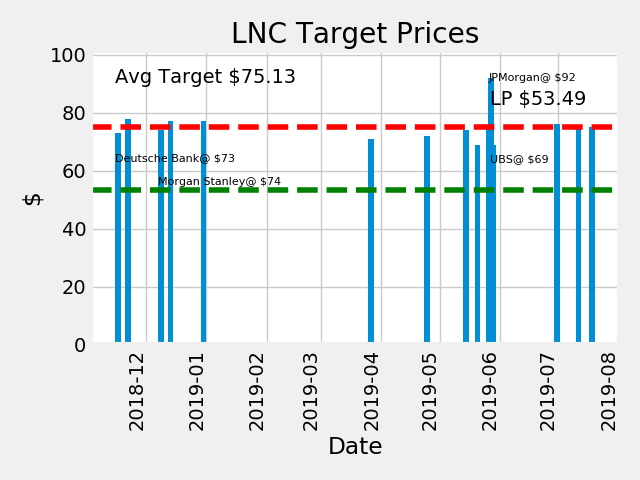 LNC Target Prices
100
80
60
40
20
0
$
Avg Target $75.13
JPMorgan@ $92
LP $53.49
Deutsche Bank@ $73
UBS@ $69
Morgan Stanley@ $74
2018-12
2019-01
2019-02
2019-03
2019-04
2019-05
2019-06
2019-07
2019-08
Date